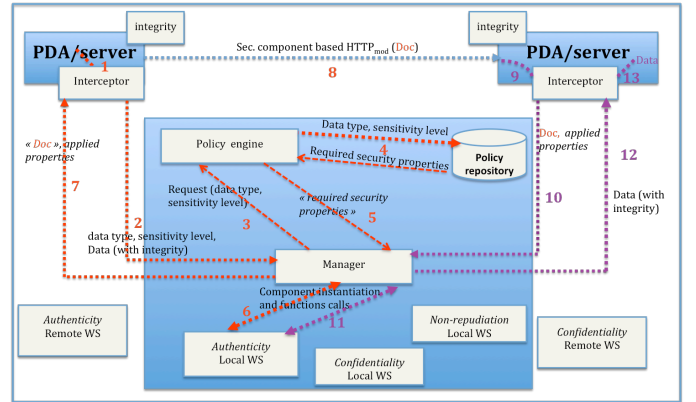 integrity
integrity
PDA/server
PDA/server
Sec. component based HTTPmod (Doc)
1
8
9
13
Data
Interceptor
Interceptor
« Doc », applied
properties
7
2
Policy engine
Data type, sensitivity level
4
Required security properties
Policy
repository
Doc, applied
properties
10
12
Request (data type,
sensitivity level)
3
« required security
properties »
5
Data (with
integrity)
data type, sensitivity level,
Data (with integrity)
Manager
Component instantiation
and functions calls
6
11
Authenticity
Remote WS
Authenticity
Local WS
Confidentiality
Local WS
Non-repudiation
Local WS
Confidentiality
Remote WS